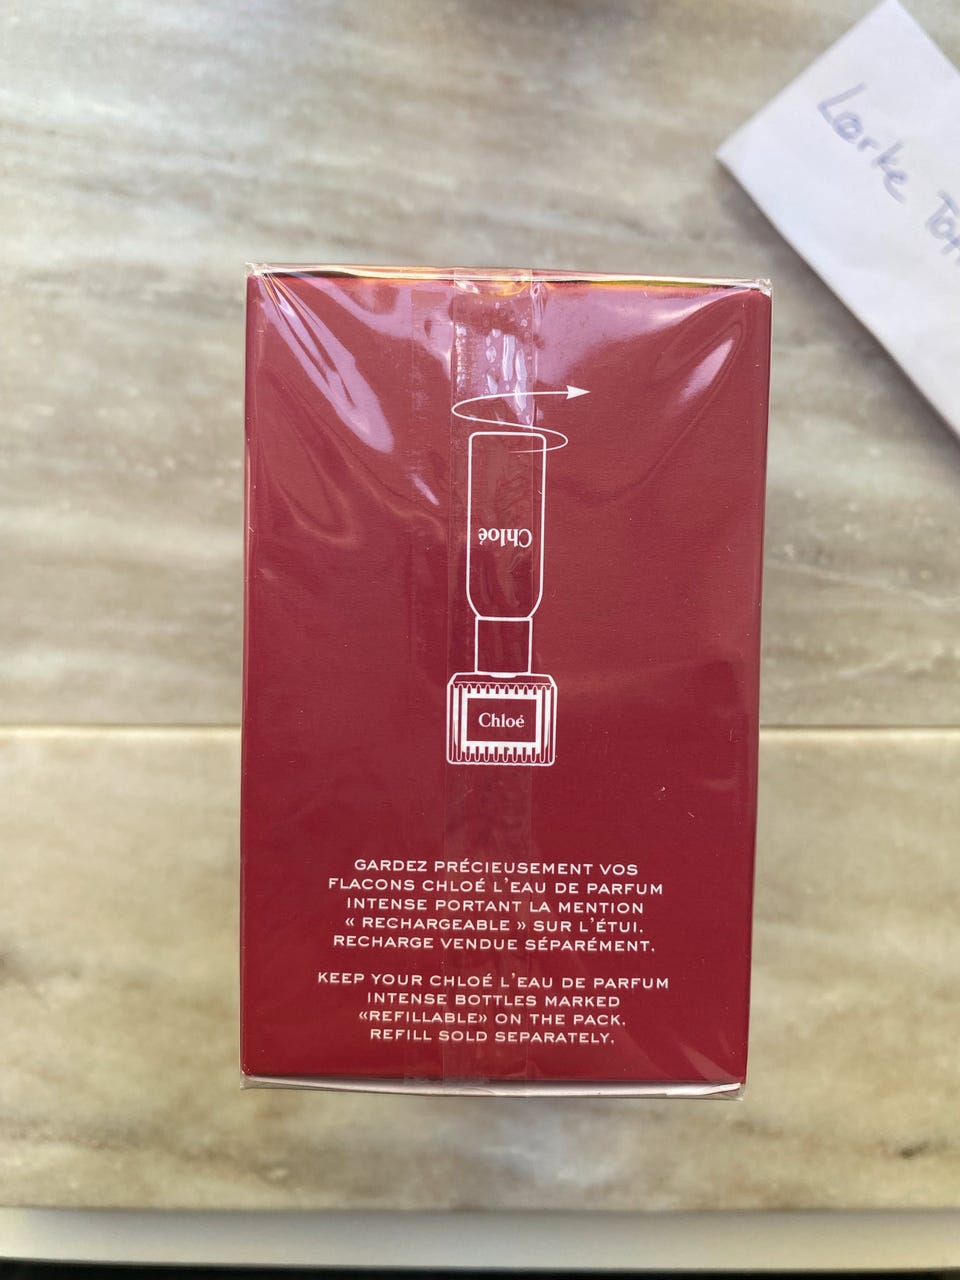 Lorke
Chloé
Chloé
GARDEZ PRÉCIEUSEMENT VOS
FLACONS CHLOÉ L'EAU DE PARFUM
INTENSE PORTANT LA MENTION
« RECHARGEABLE » SUR L'ÉTUI.
RECHARGE VENDUE SÉPARÉMENT.
KEEP YOUR CHLOÉ L'EAU DE PARFUM
INTENSE BOTTLES MARKED
«REFILLABLE» ON THE PACK.
REFILL SOLD SEPARATELY.